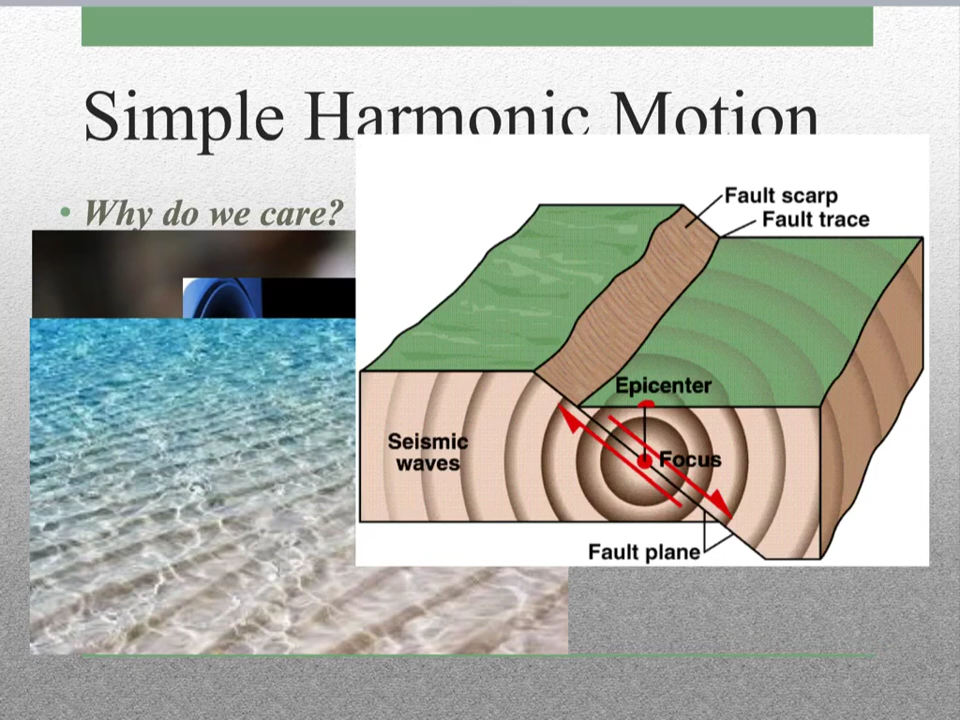 Simple Harmonic Motion
• Why do we care?
Fault scarp
Fault trace
Epicenter
Seismic
waves
Focus
Fault plane